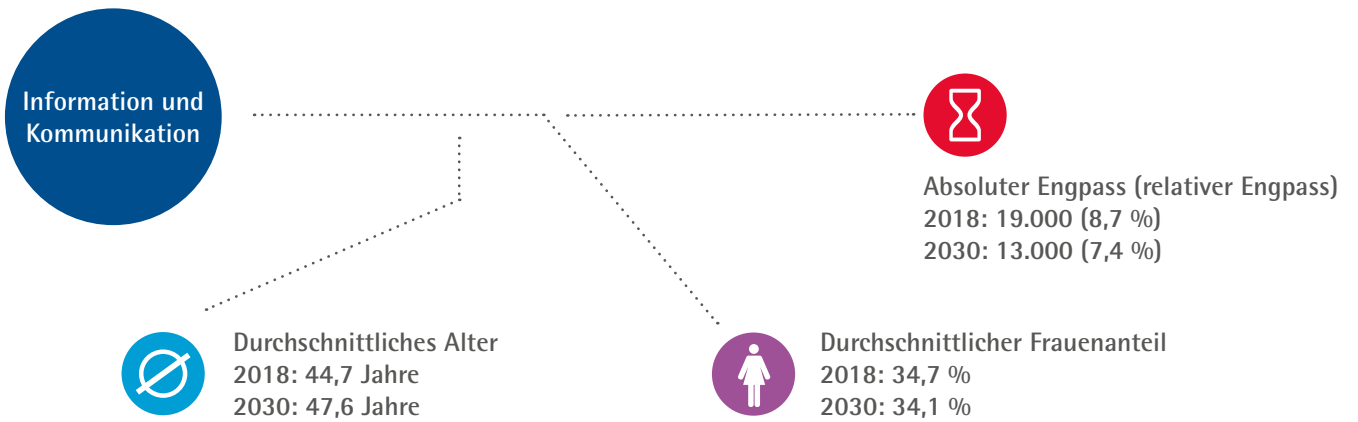 Information und
Kommunikation
Absoluter Engpass (relativer Engpass)
2018: 19.000 (8,7 %)
2030: 13.000 (7,4 %)
Durchschnittliches Alter
2018: 44,7 Jahre
2030: 47,6 Jahre
Durchschnittlicher Frauenanteil
2018: 34,7 %
2030: 34,1 %